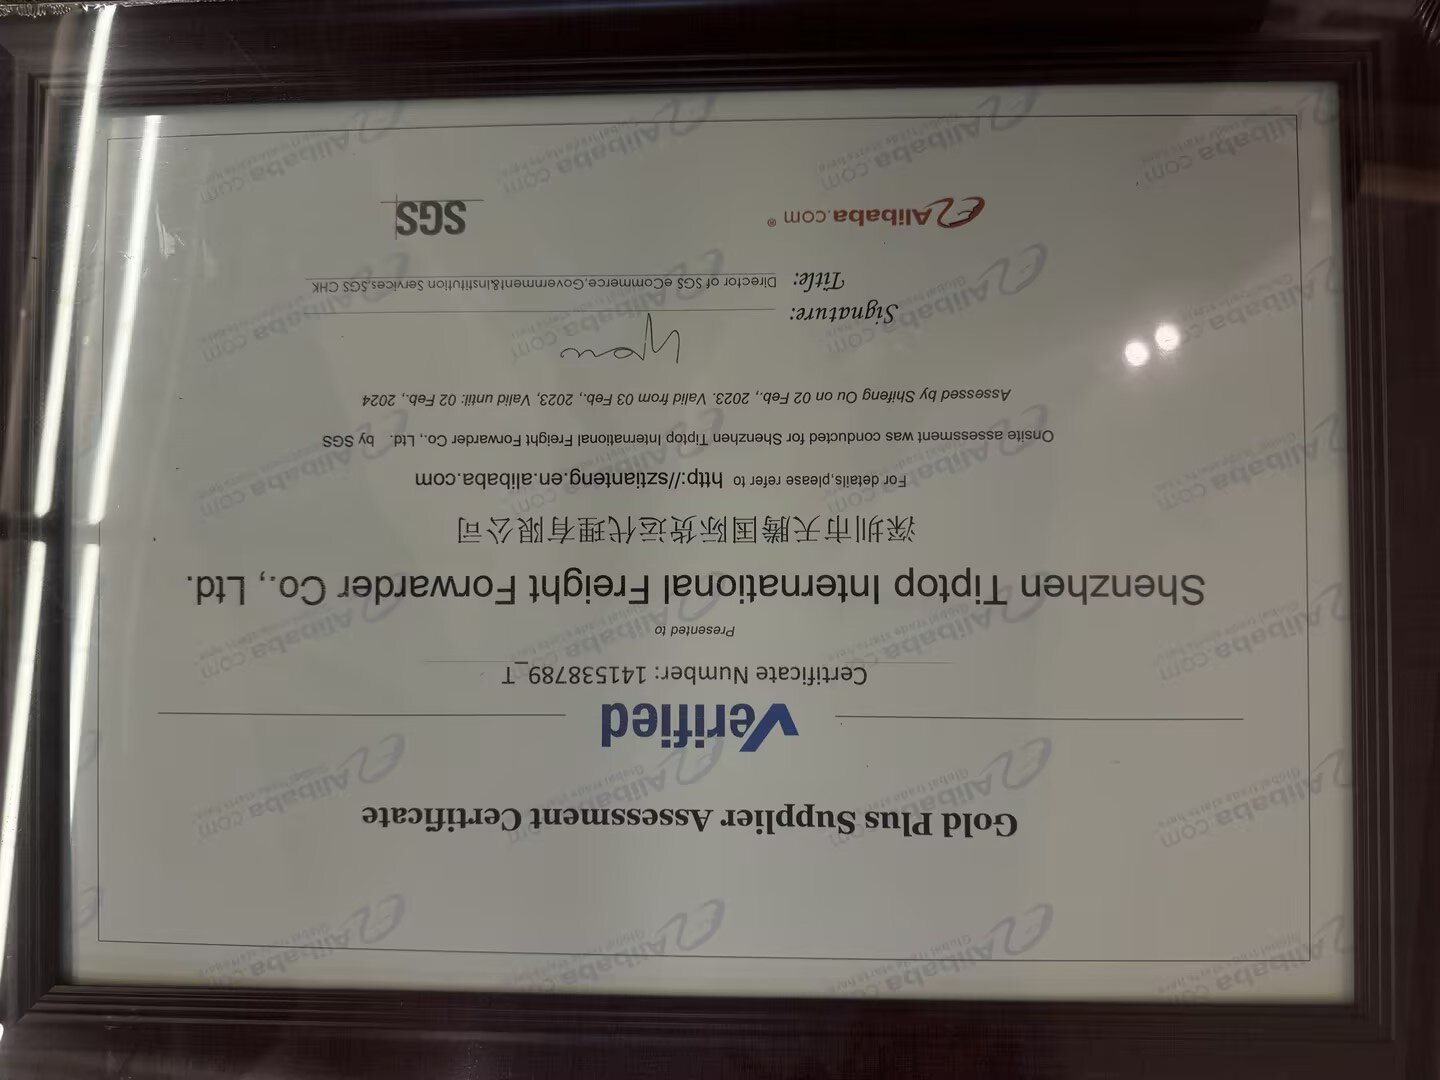 Gold Plus Supplier Assessment Certificate
Verified
Certificate Number: 141538789_T
Presented to
Shenzhen Tiptop International Freight Forwarder Co., Ltd.
深圳市天腾国际货运代理有限公司
For details,please refer to http://sztianteng.en.alibaba.com
Onsite assessment was conducted for Shenzhen Tiptop International Freight Forwarder Co., Ltd. by SGS
Assessed by Ou Shifeng on 02 Feb., 2023. Valid from 03 Feb., 2023, Valid until: 02 Feb., 2024
Signature:
Title: Director of SGS eCommerce,Government&Institution Services,SGS CHK
Alibaba.com® SGS